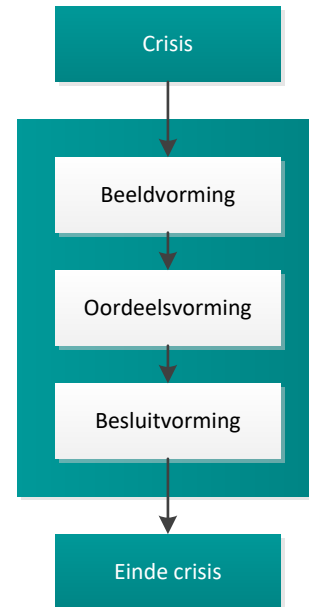 Crisis
Beeldvorming
Oordeelsvorming
Besluitvorming
Einde crisis